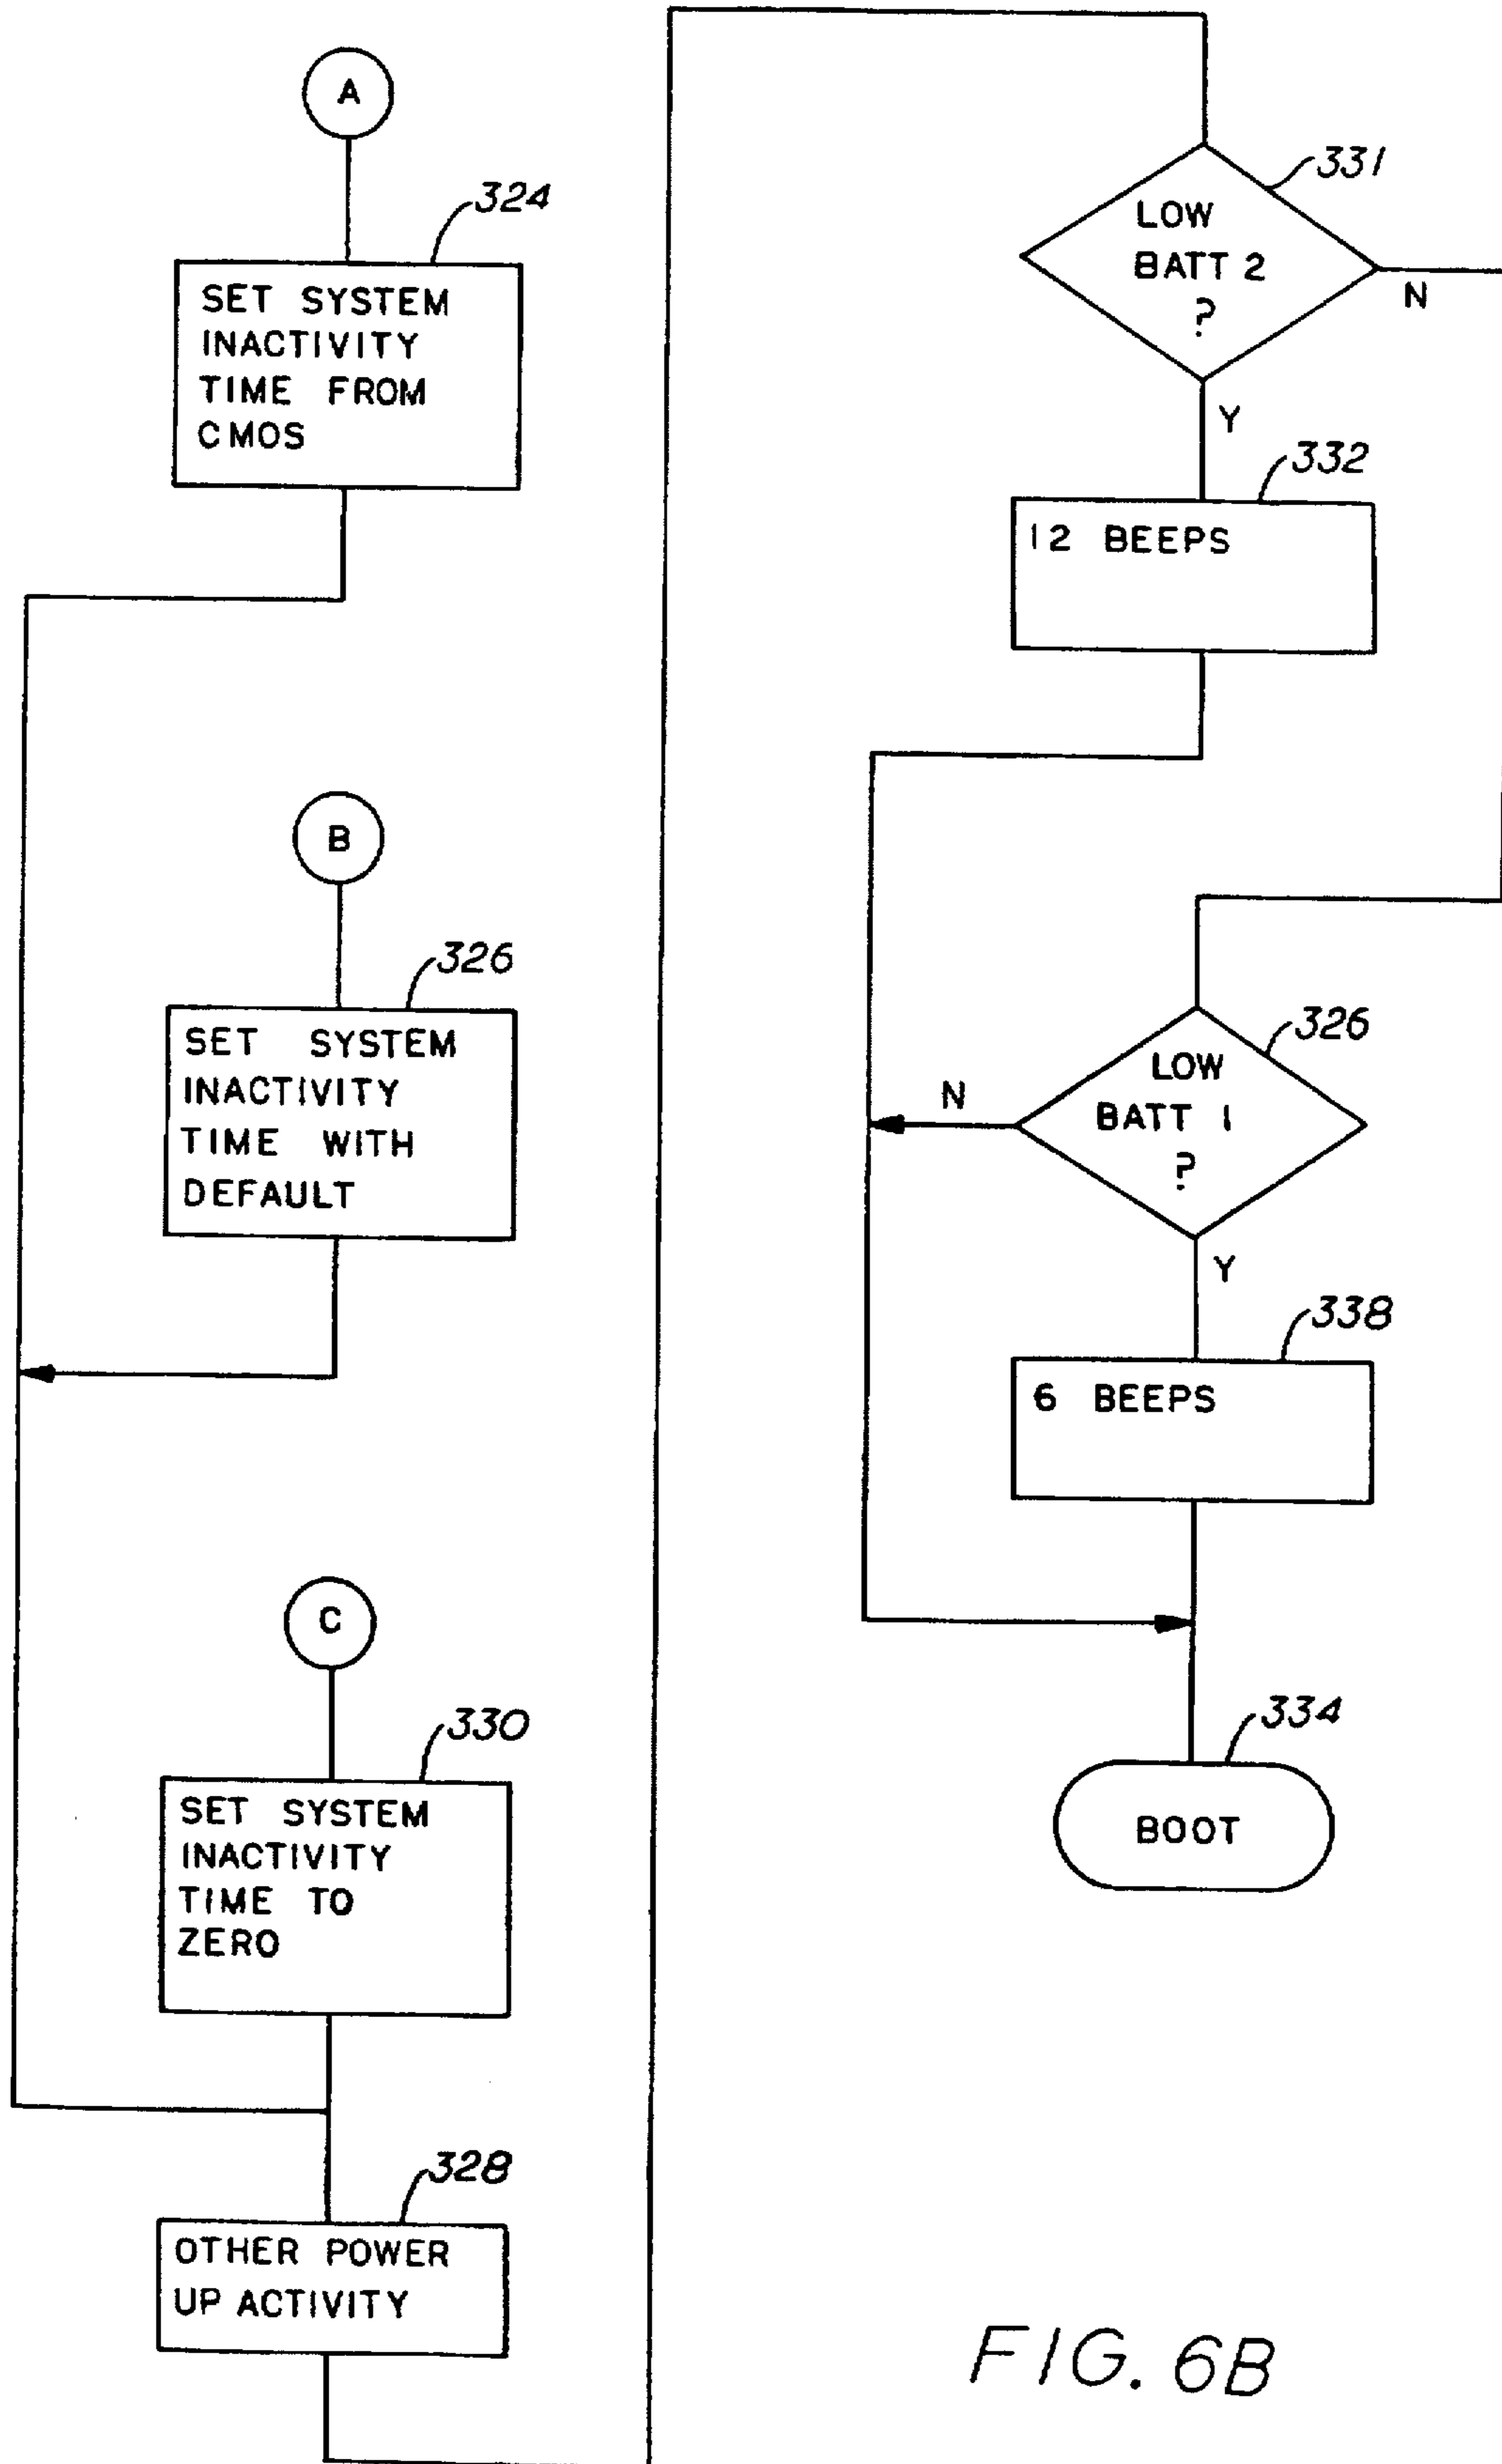 A
324
SET SYSTEM
INACTIVITY
TIME FROM
CMOS
B
326
SET SYSTEM
INACTIVITY
TIME WITH
DEFAULT
C
330
SET SYSTEM
INACTIVITY
TIME TO
ZERO
328
OTHER POWER
UP ACTIVITY
331
LOW
BATT 2
?
N
Y
332
12 BEEPS
326
LOW
BATT 1
?
N
Y
338
6 BEEPS
334
BOOT
FIG. 6B